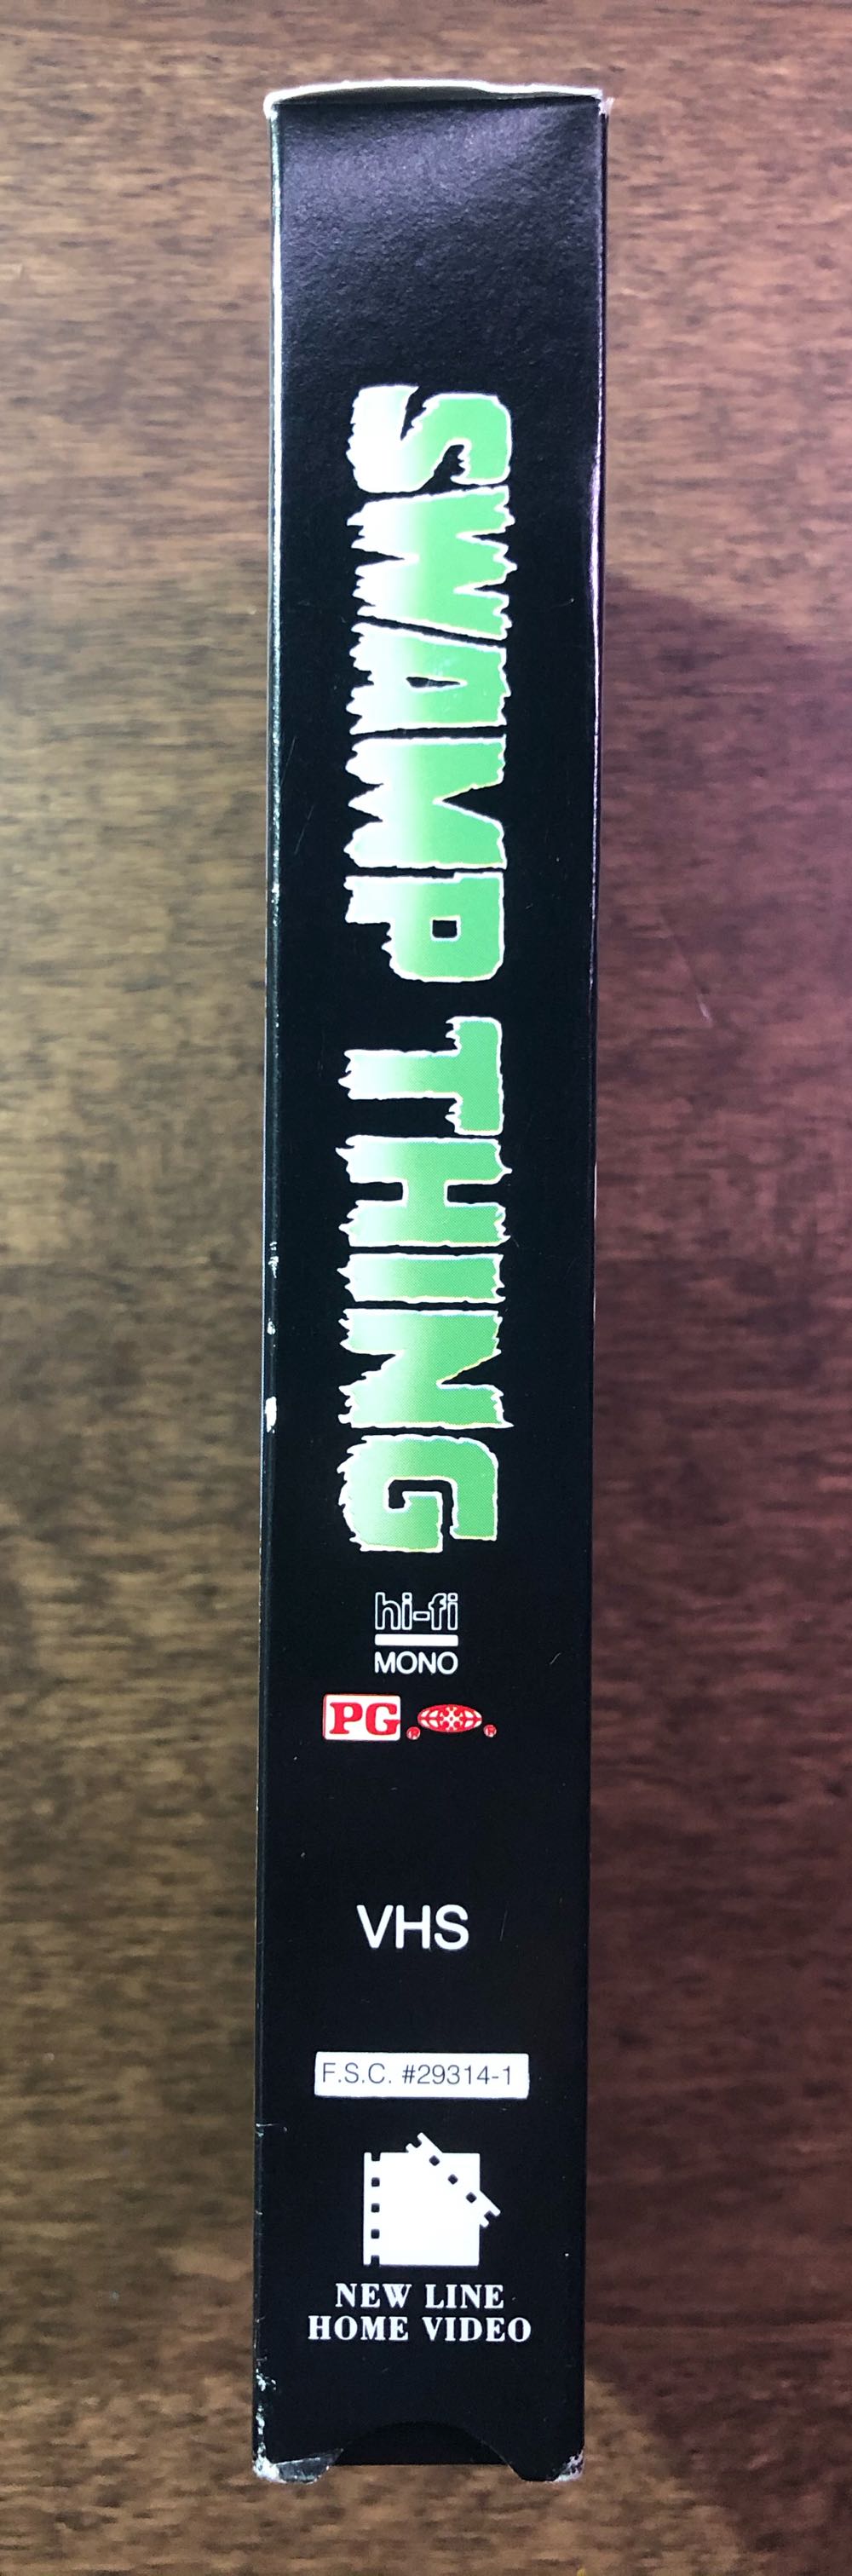 SWAMP THING
hi-fi
MONO
PG ® ®
VHS
F.S.C. #29314-1
NEW LINE
HOME VIDEO